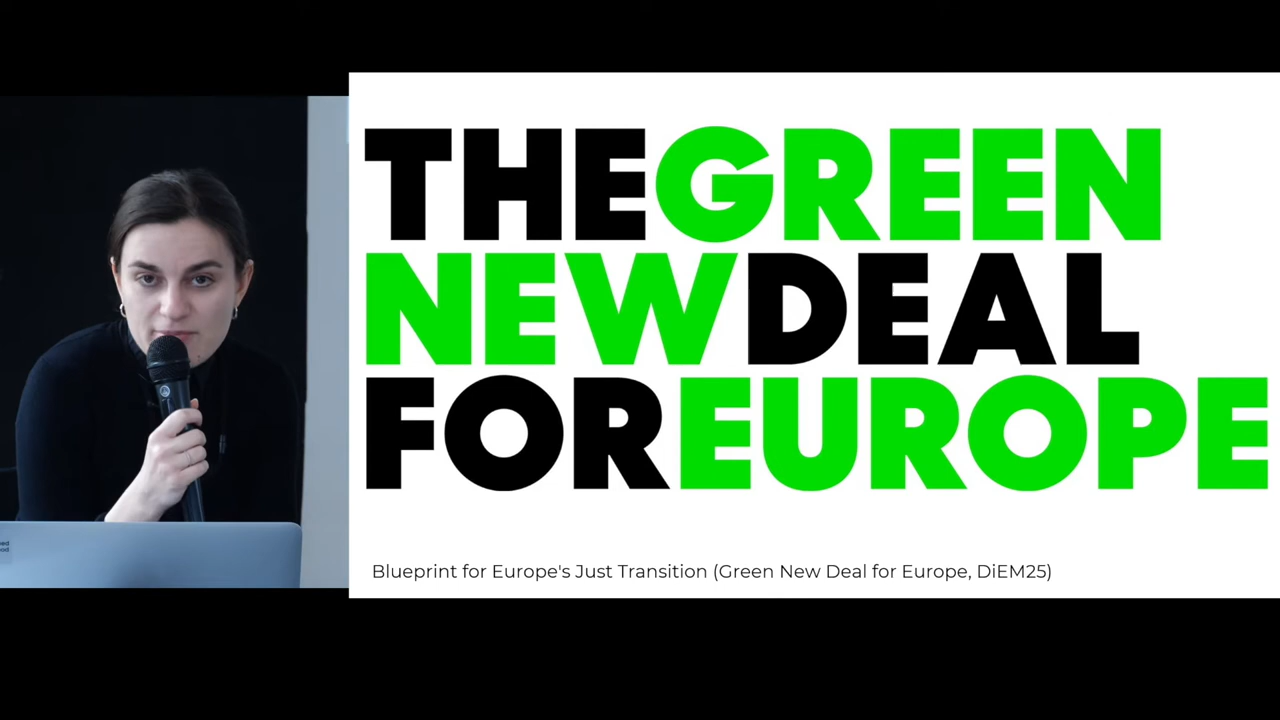 THEGREEN
NEWDEAL
FOREUROPE
Blueprint for Europe's Just Transition (Green New Deal for Europe, DiEM25)